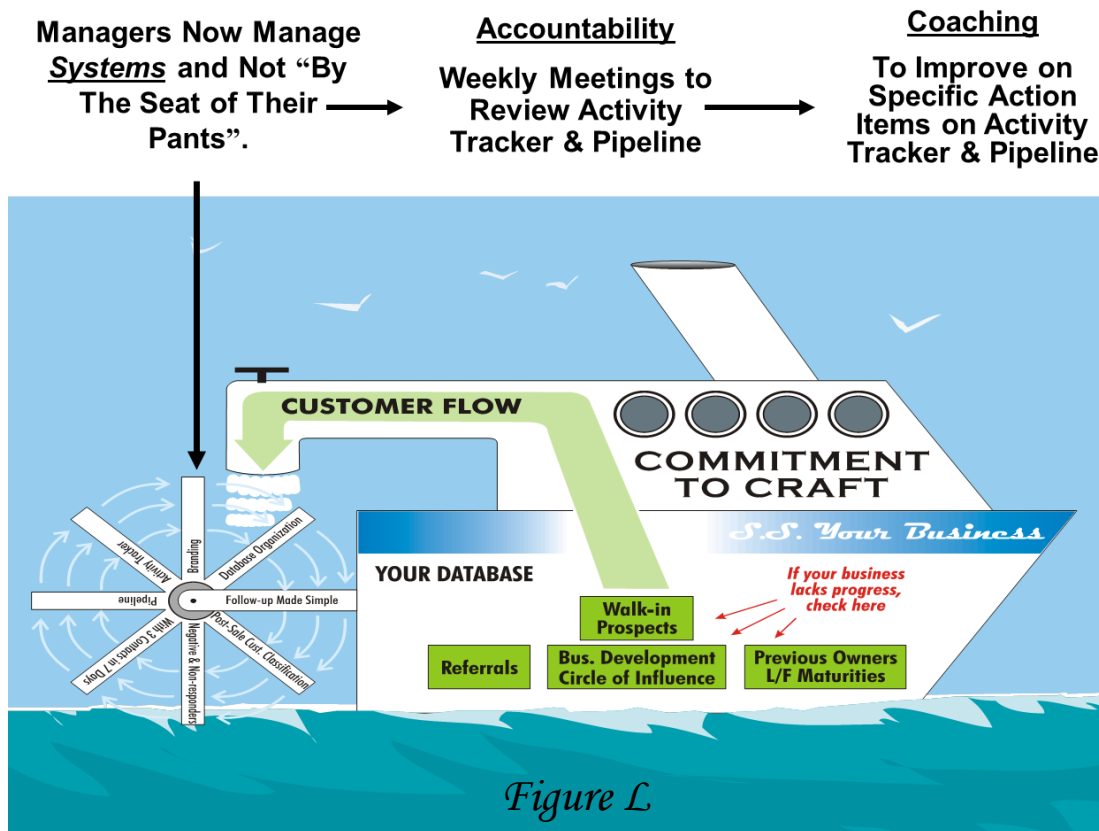 Managers Now Manage
Systems and Not “By
The Seat of Their
Pants”.
Accountability
Weekly Meetings to
Review Activity
Tracker & Pipeline
Coaching
To Improve on
Specific Action
Items on Activity
Tracker & Pipeline
CUSTOMER FLOW
COMMITMENT
TO CRAFT
S.S. Your Business
YOUR DATABASE
If your business
lacks progress,
check here
Walk-in
Prospects
Referrals
Bus. Development
Circle of Influence
Previous Owners
L/F Maturities
Branding
Database Organization
Follow-up Made Simple
Post-Sale Cust. Classification
Negative & Non-responders
With 3 Contacts in 7 Days
Pipeline
Activity Tracker
Figure L